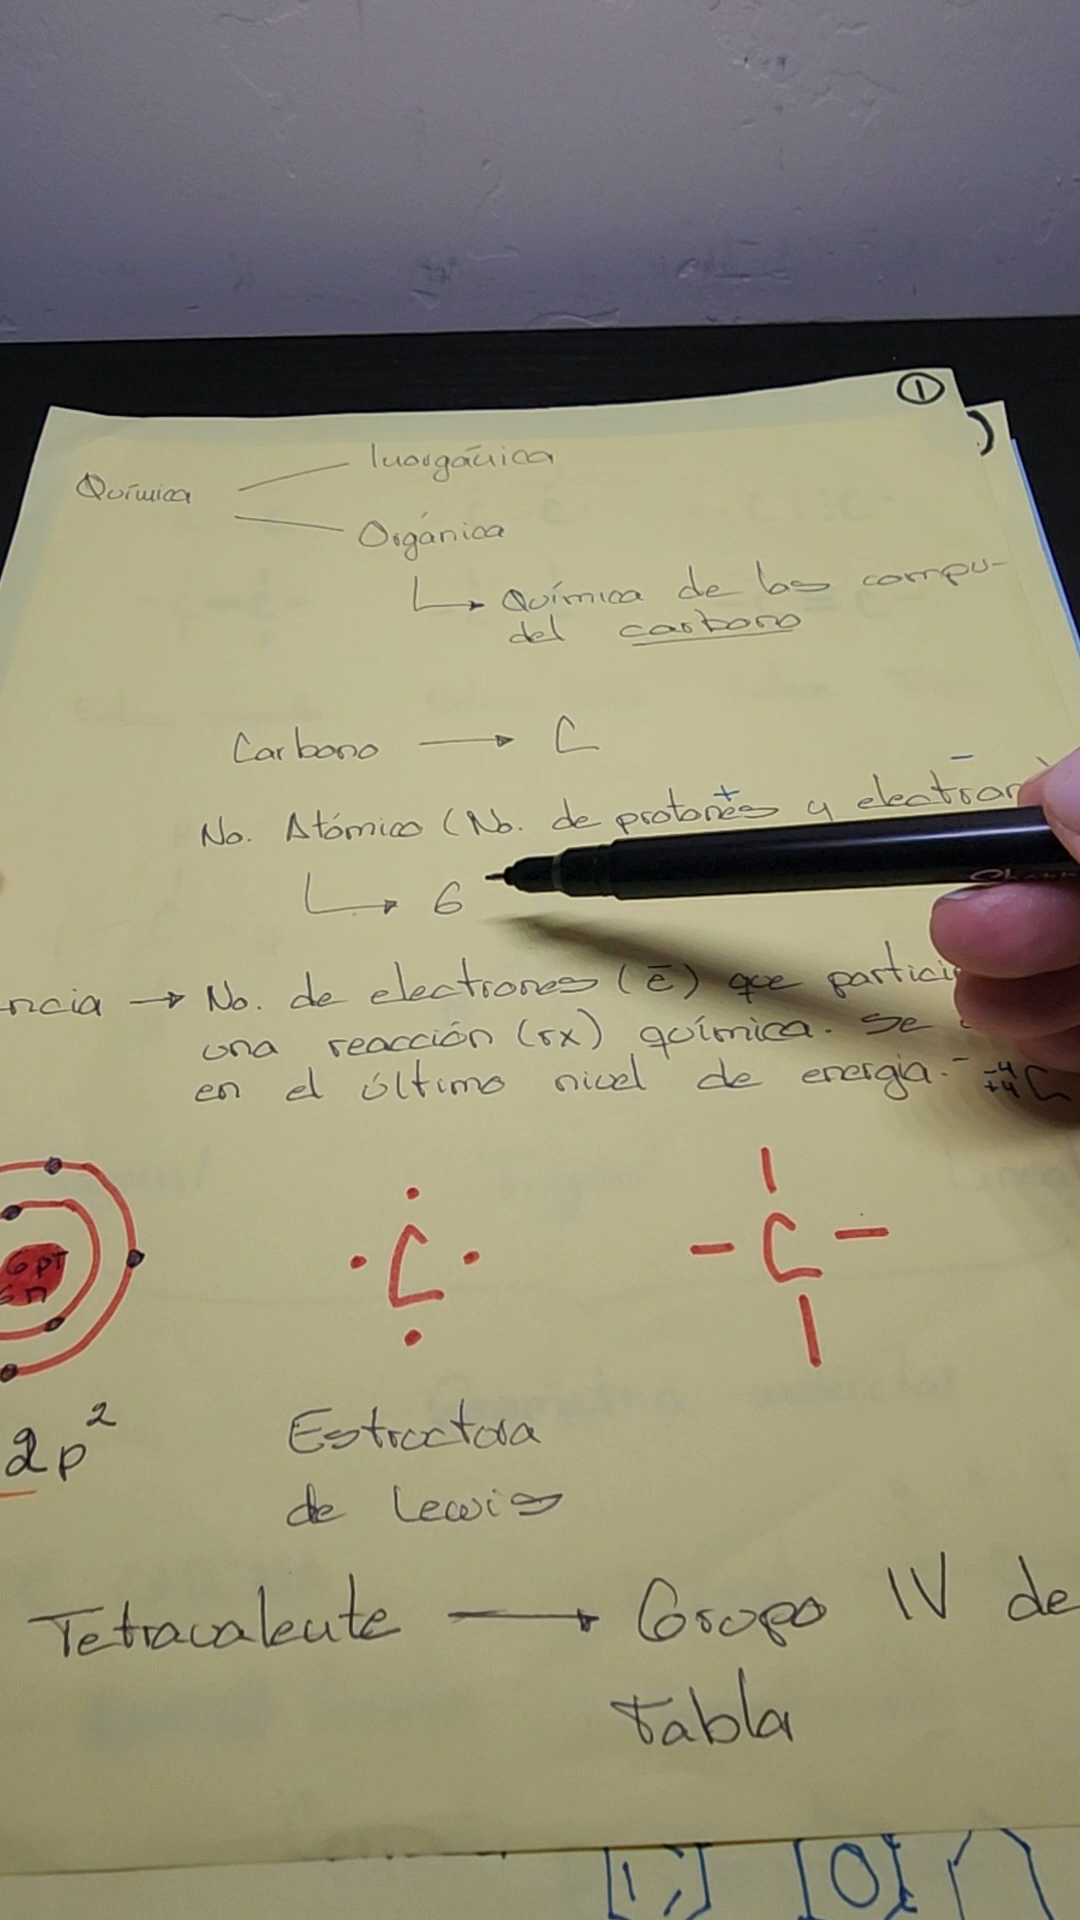 ①
Química
Inorgánica
Orgánica
Química de los compu-
del carbono
Carbono → C
No. Atómico (No. de protones y electron
+
-
6
ncia → No. de electrones (ē) que partici
una reacción (rx) química. Se
en el último nivel de energía. -
-4
+4 C
6 p+
6 n
C
C
2p²
Estructura
de Lewis
Tetravalente → Grupo IV de
Tabla